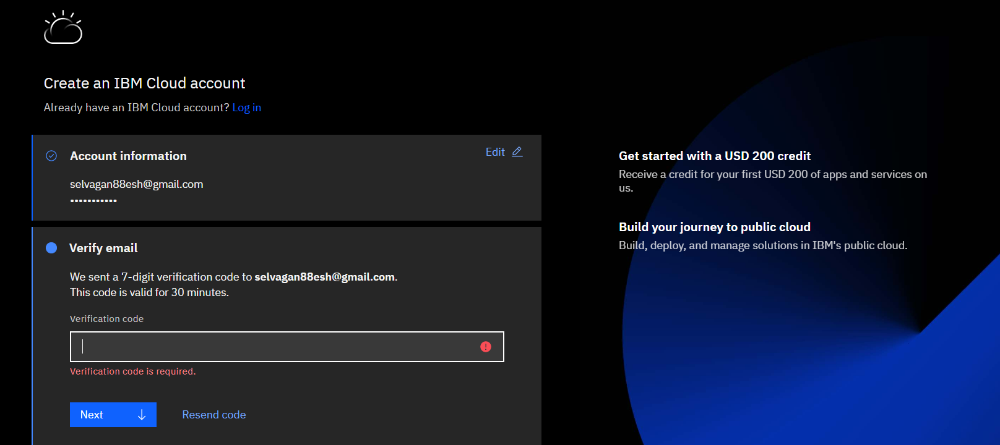 Create an IBM Cloud account
Already have an IBM Cloud account? Log in
Account information
Edit
selvagan88esh@gmail.com
•••••••••••
Verify email
We sent a 7-digit verification code to selvagan88esh@gmail.com.
This code is valid for 30 minutes.
Verification code
Verification code is required.
Next
Resend code
Get started with a USD 200 credit
Receive a credit for your first USD 200 of apps and services on
us.
Build your journey to public cloud
Build, deploy, and manage solutions in IBM's public cloud.